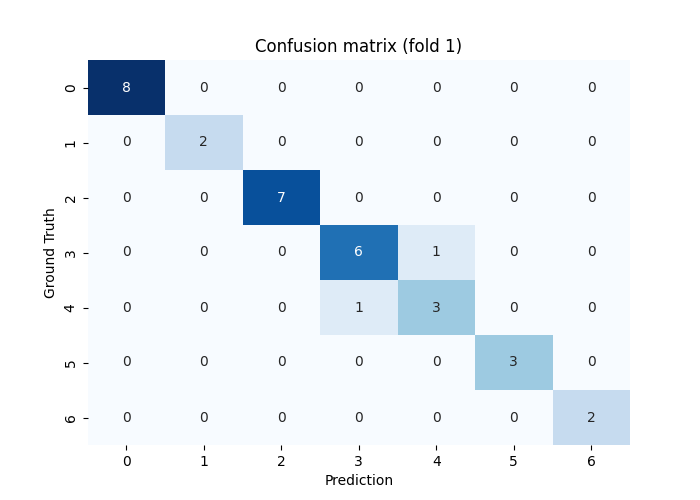 Confusion matrix (fold 1)
0 8 0 0 0 0 0 0
1 0 2 0 0 0 0 0
2 0 0 7 0 0 0 0
Ground Truth
3 0 0 0 6 1 0 0
4 0 0 0 1 3 0 0
5 0 0 0 0 0 3 0
6 0 0 0 0 0 0 2
0 1 2 3 4 5 6
Prediction